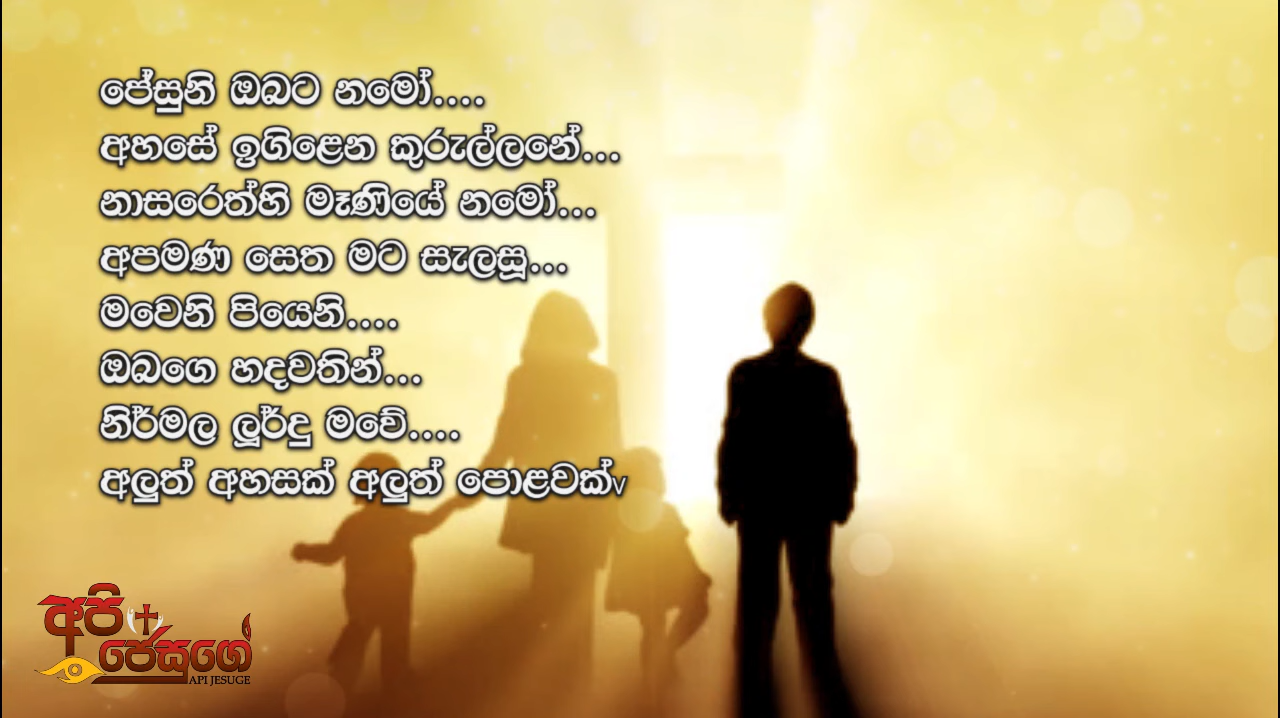 ජේසුනි ඔබට නමෝ....
අහසේ ඉගිළෙන කුරුල්ලනේ...
නාසරෙත්හි මෑණියේ නමෝ...
අපමණ සෙත මට සැලසූ...
මවෙනි පියෙනි....
ඔබගෙ හදවතින්...
නිර්මල ලූර්දු මවේ....
අලුත් අහසක් අලුත් පොළවක්v
අපි
ජේසුගේ
API JESUGE